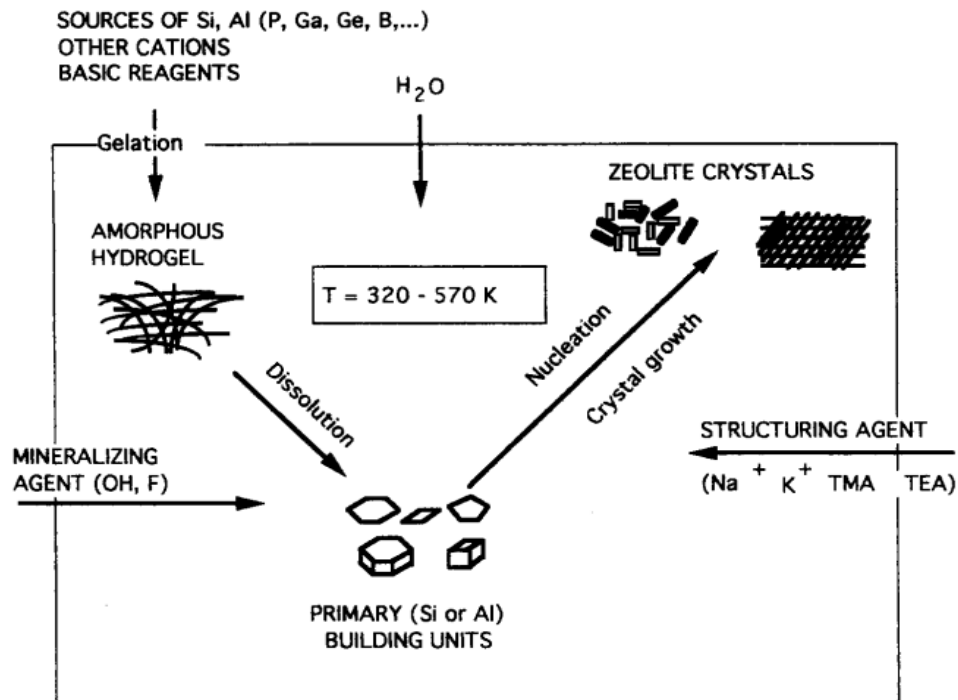 SOURCES OF Si, Al (P, Ga, Ge, B,...)
OTHER CATIONS
BASIC REAGENTS
H₂O
Gelation
ZEOLITE CRYSTALS
AMORPHOUS
HYDROGEL
T = 320 - 570 K
Nucleation
Crystal growth
Dissolution
STRUCTURING AGENT
(Na⁺ K⁺ TMA TEA)
MINERALIZING
AGENT (OH, F)
PRIMARY (Si or Al)
BUILDING UNITS